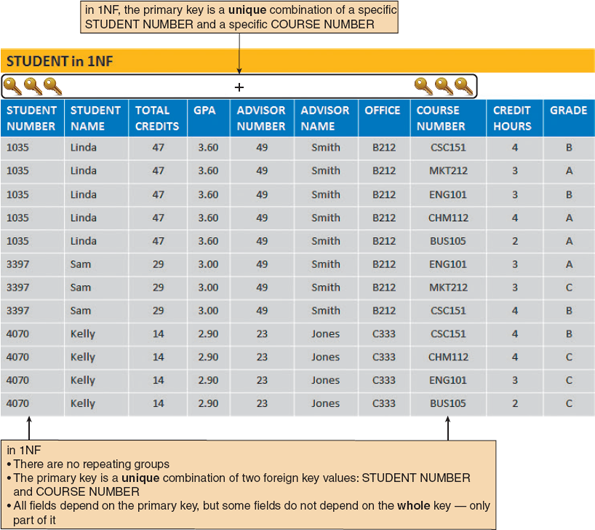 in 1NF, the primary key is a unique combination of a specific
STUDENT NUMBER and a specific COURSE NUMBER
STUDENT in 1NF
+
STUDENT NUMBER STUDENT NAME TOTAL CREDITS GPA ADVISOR NUMBER ADVISOR NAME OFFICE COURSE NUMBER CREDIT HOURS GRADE
1035 Linda 47 3.60 49 Smith B212 CSC151 4 B
1035 Linda 47 3.60 49 Smith B212 MKT212 3 A
1035 Linda 47 3.60 49 Smith B212 ENG101 3 B
1035 Linda 47 3.60 49 Smith B212 CHM112 4 A
1035 Linda 47 3.60 49 Smith B212 BUS105 2 A
3397 Sam 29 3.00 49 Smith B212 ENG101 3 A
3397 Sam 29 3.00 49 Smith B212 MKT212 3 C
3397 Sam 29 3.00 49 Smith B212 CSC151 4 B
4070 Kelly 14 2.90 23 Jones C333 CSC151 4 B
4070 Kelly 14 2.90 23 Jones C333 CHM112 4 C
4070 Kelly 14 2.90 23 Jones C333 ENG101 3 C
4070 Kelly 14 2.90 23 Jones C333 BUS105 2 C
in 1NF
• There are no repeating groups
• The primary key is a unique combination of two foreign key values: STUDENT NUMBER
and COURSE NUMBER
• All fields depend on the primary key, but some fields do not depend on the whole key — only
part of it